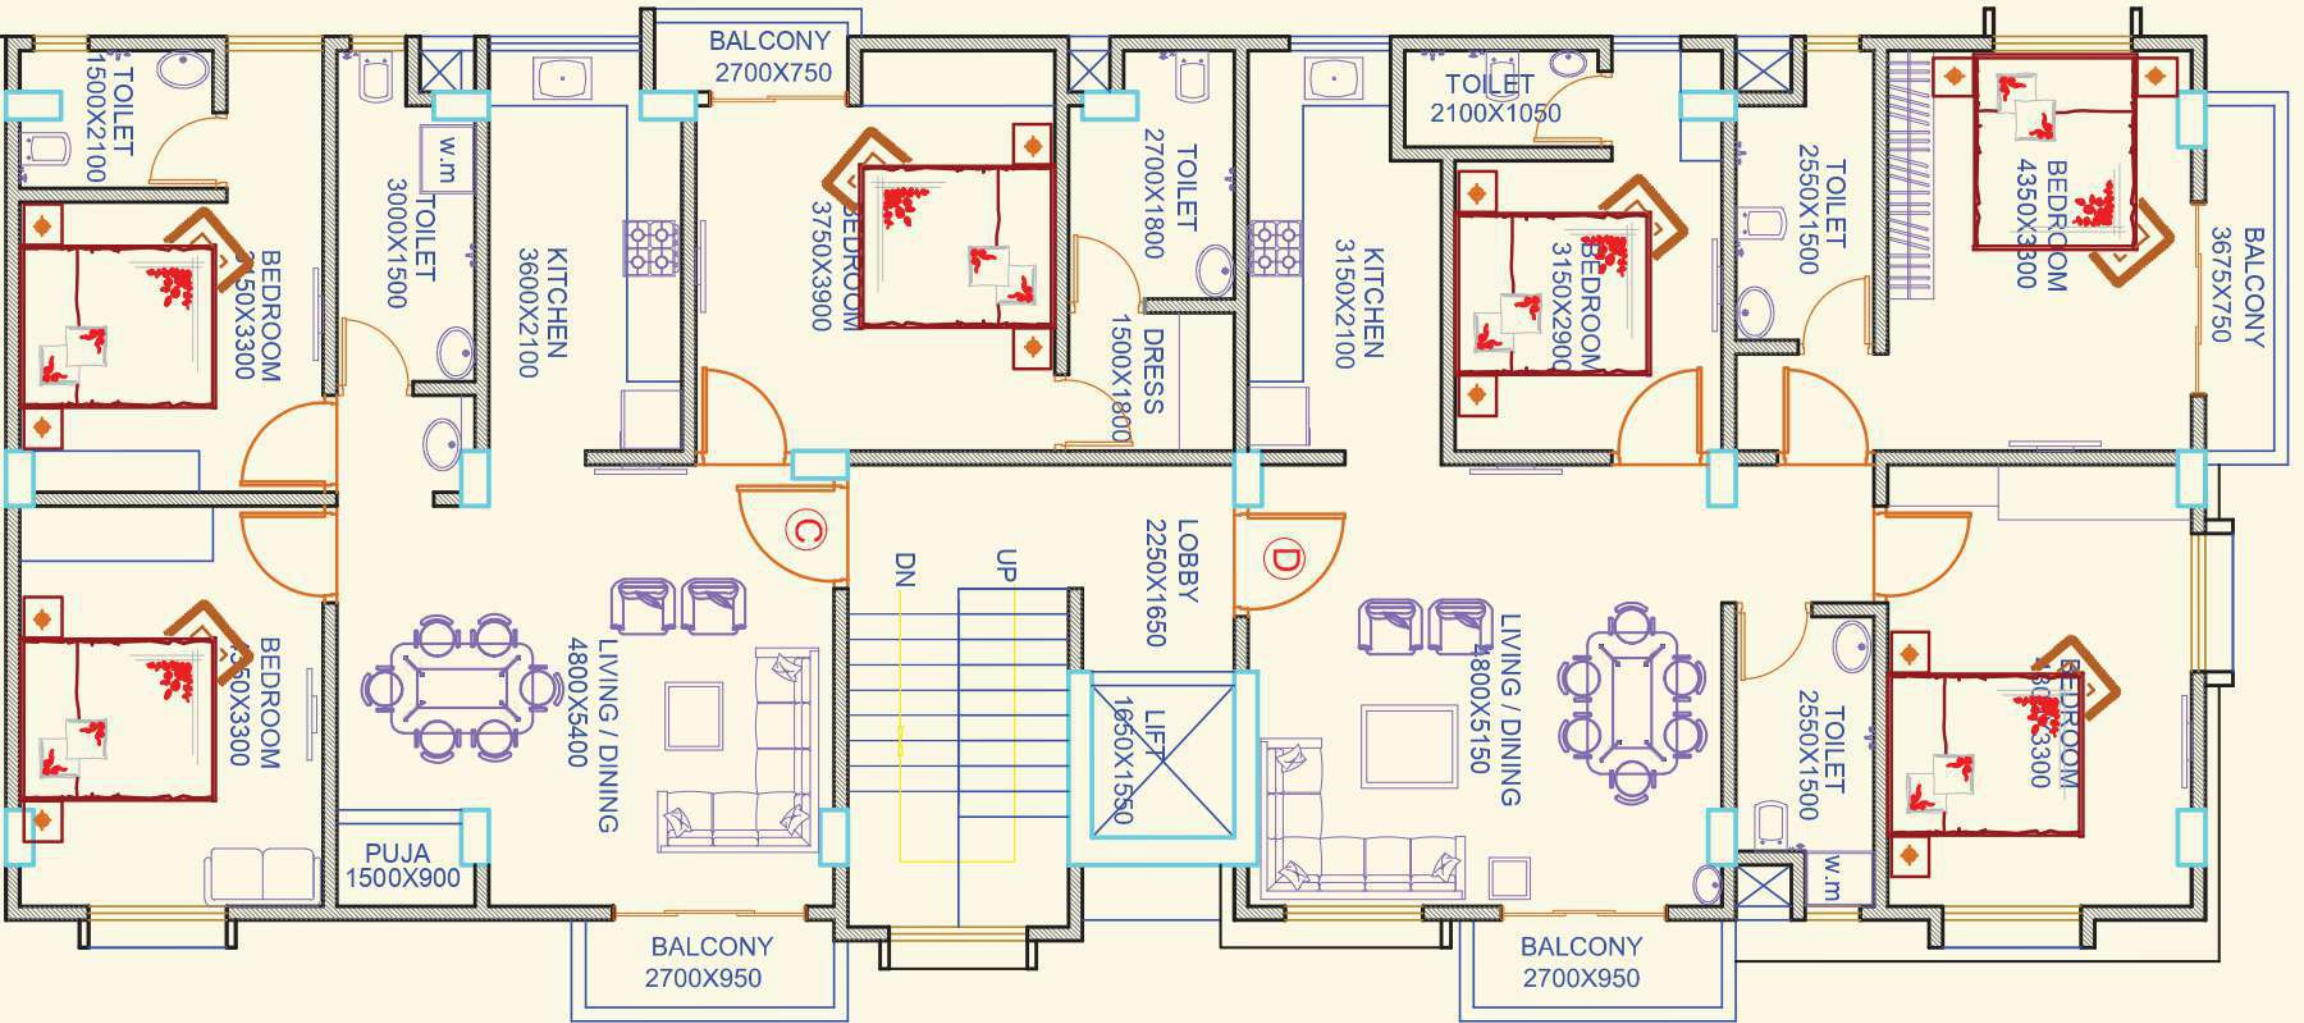 BALCONY
2700X750
TOILET
1500X2100
TOILET
3000X1500
w.m
KITCHEN
3600X2100
BEDROOM
3750X3900
TOILET
2700X1800
DRESS
1500X1800
KITCHEN
3150X2100
TOILET
2100X1050
BEDROOM
3150X2900
TOILET
2550X1500
BEDROOM
4350X3300
BALCONY
3675X750
BEDROOM
C
D
LOBBY
2250X1650
DN
UP
BEDROOM
LIVING / DINING
4800X5400
LIFT
1650X1550
LIVING / DINING
4800X5150
TOILET
2550X1500
w.m
BEDROOM
PUJA
1500X900
BALCONY
2700X950
BALCONY
2700X950